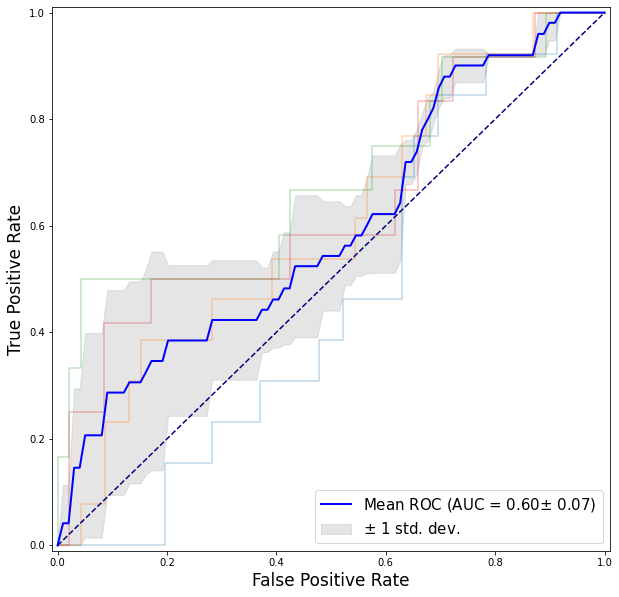 1.0
0.8
0.6
0.4
0.2
0.0
True Positive Rate
0.0 0.2 0.4 0.6 0.8 1.0
False Positive Rate
Mean ROC (AUC = 0.60± 0.07)
± 1 std. dev.